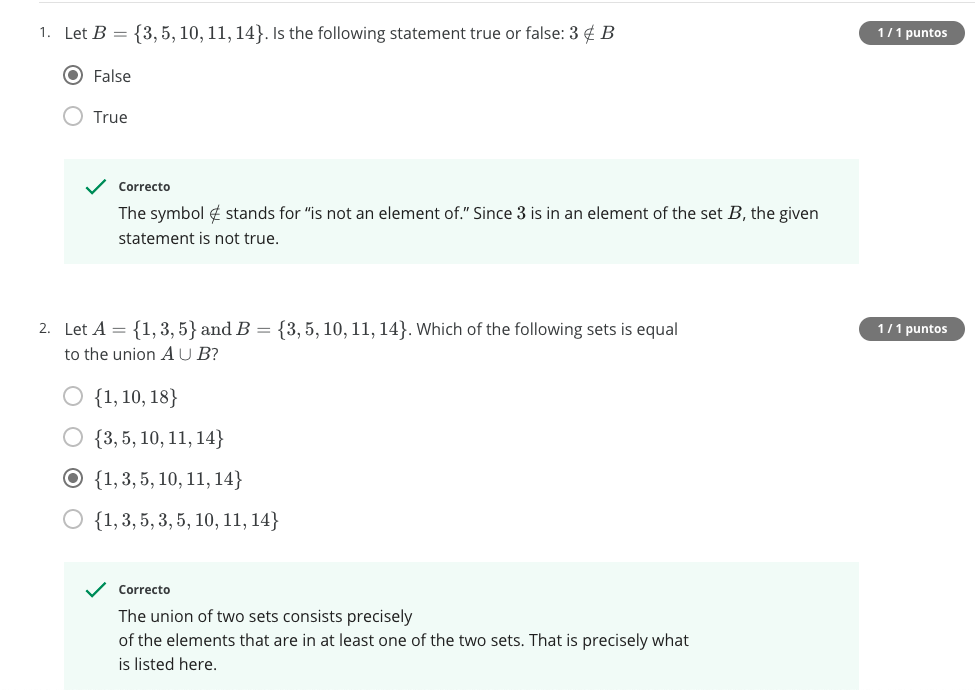 1. Let B = {3, 5, 10, 11, 14}. Is the following statement true or false: 3 ∉ B
1 / 1 puntos
False
True
Correcto
The symbol ∉ stands for “is not an element of.” Since 3 is in an element of the set B, the given
statement is not true.
2. Let A = {1, 3, 5} and B = {3, 5, 10, 11, 14}. Which of the following sets is equal
to the union A ∪ B?
1 / 1 puntos
{1, 10, 18}
{3, 5, 10, 11, 14}
{1, 3, 5, 10, 11, 14}
{1, 3, 5, 3, 5, 10, 11, 14}
Correcto
The union of two sets consists precisely
of the elements that are in at least one of the two sets. That is precisely what
is listed here.